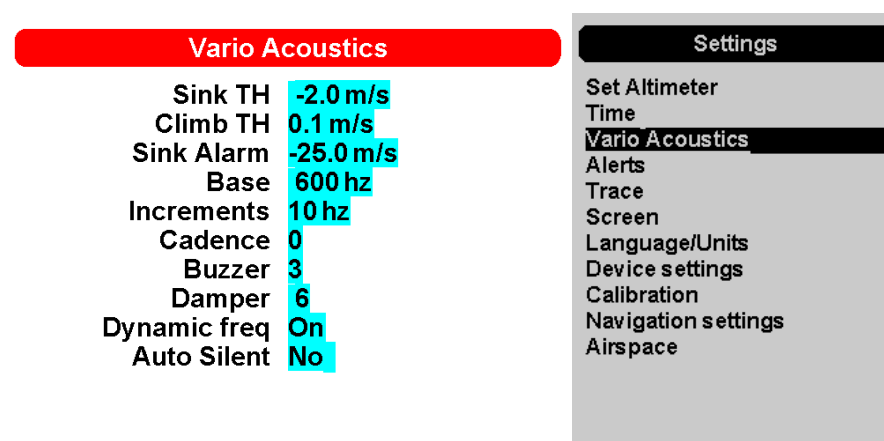 Vario Acoustics
Sink TH -2.0 m/s
Climb TH 0.1 m/s
Sink Alarm -25.0 m/s
Base 600 hz
Increments 10 hz
Cadence 0
Buzzer 3
Damper 6
Dynamic freq On
Auto Silent No
Settings
Set Altimeter
Time
Vario Acoustics
Alerts
Trace
Screen
Language/Units
Device settings
Calibration
Navigation settings
Airspace